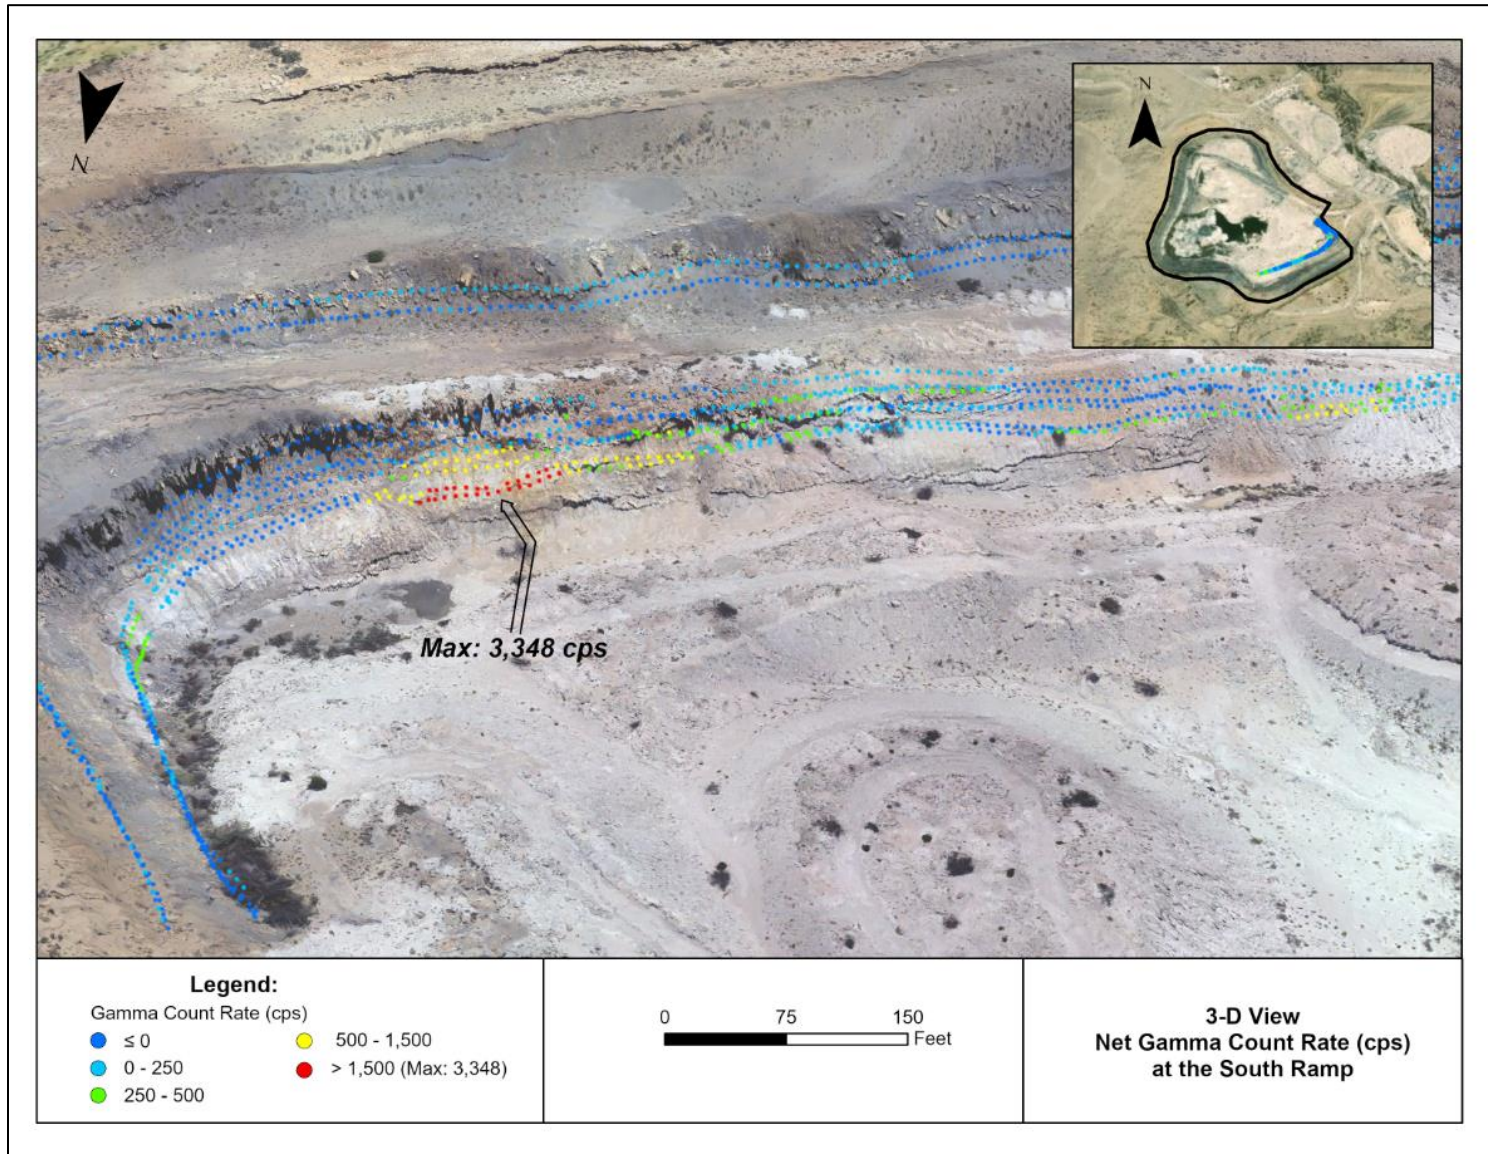 N
N
Max: 3,348 cps
Legend:
Gamma Count Rate (cps)
≤ 0
0 - 250
250 - 500
500 - 1,500
> 1,500 (Max: 3,348)
0 75 150
Feet
3-D View
Net Gamma Count Rate (cps)
at the South Ramp